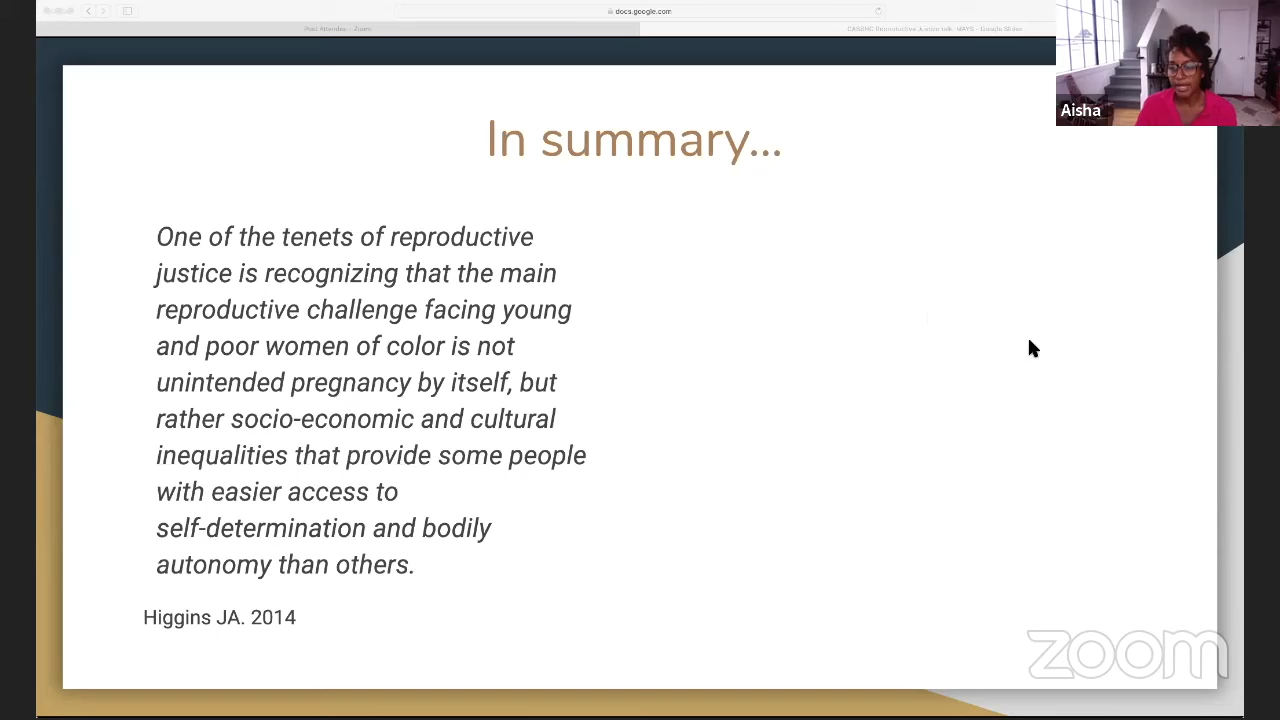 docs.google.com
Post Attendee - Zoom
In summary...
One of the tenets of reproductive
justice is recognizing that the main
reproductive challenge facing young
and poor women of color is not
unintended pregnancy by itself, but
rather socio-economic and cultural
inequalities that provide some people
with easier access to
self-determination and bodily
autonomy than others.
Higgins JA. 2014
Aisha
zoom